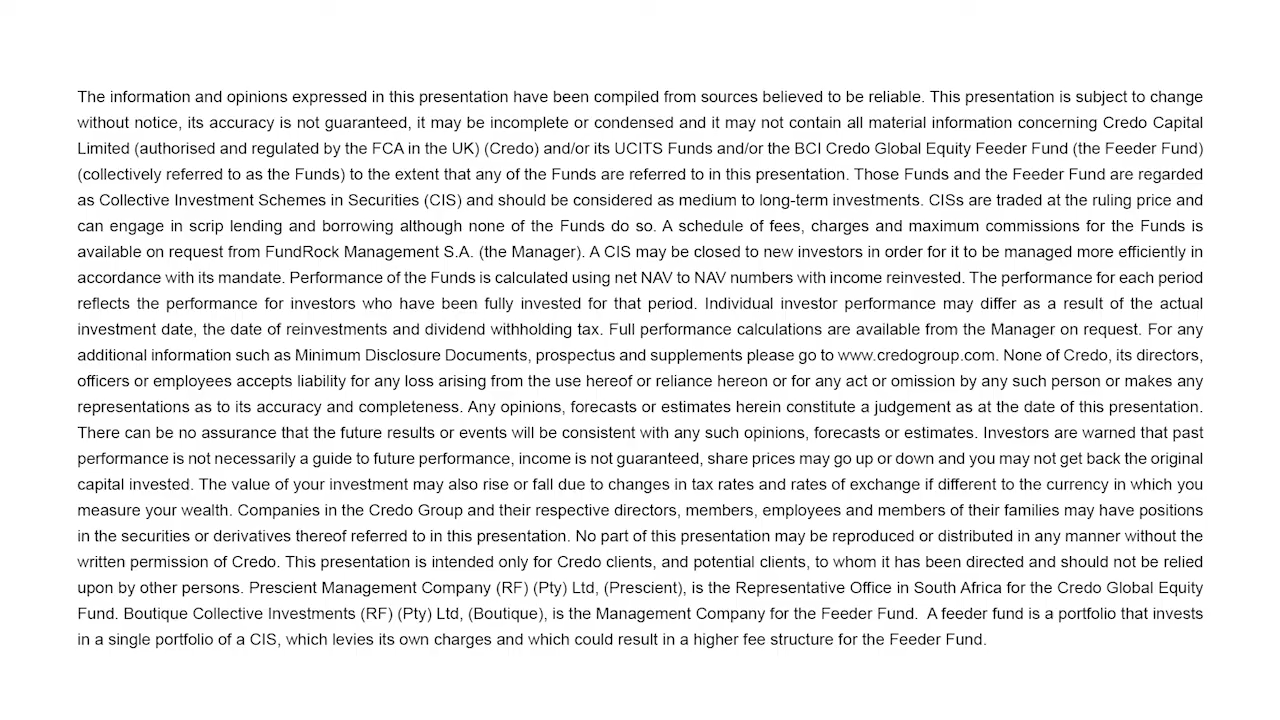 The information and opinions expressed in this presentation have been compiled from sources believed to be reliable. This presentation is subject to change
without notice, its accuracy is not guaranteed, it may be incomplete or condensed and it may not contain all material information concerning Credo Capital
Limited (authorised and regulated by the FCA in the UK) (Credo) and/or its UCITS Funds and/or the BCI Credo Global Equity Feeder Fund (the Feeder Fund)
(collectively referred to as the Funds) to the extent that any of the Funds are referred to in this presentation. Those Funds and the Feeder Fund are regarded
as Collective Investment Schemes in Securities (CIS) and should be considered as medium to long-term investments. CISs are traded at the ruling price and
can engage in scrip lending and borrowing although none of the Funds do so. A schedule of fees, charges and maximum commissions for the Funds is
available on request from FundRock Management S.A. (the Manager). A CIS may be closed to new investors in order for it to be managed more efficiently in
accordance with its mandate. Performance of the Funds is calculated using net NAV to NAV numbers with income reinvested. The performance for each period
reflects the performance for investors who have been fully invested for that period. Individual investor performance may differ as a result of the actual
investment date, the date of reinvestments and dividend withholding tax. Full performance calculations are available from the Manager on request. For any
additional information such as Minimum Disclosure Documents, prospectus and supplements please go to www.credogroup.com. None of Credo, its directors,
officers or employees accepts liability for any loss arising from the use hereof or reliance hereon or for any act or omission by any such person or makes any
representations as to its accuracy and completeness. Any opinions, forecasts or estimates herein constitute a judgement as at the date of this presentation.
There can be no assurance that the future results or events will be consistent with any such opinions, forecasts or estimates. Investors are warned that past
performance is not necessarily a guide to future performance, income is not guaranteed, share prices may go up or down and you may not get back the original
capital invested. The value of your investment may also rise or fall due to changes in tax rates and rates of exchange if different to the currency in which you
measure your wealth. Companies in the Credo Group and their respective directors, members, employees and members of their families may have positions
in the securities or derivatives thereof referred to in this presentation. No part of this presentation may be reproduced or distributed in any manner without the
written permission of Credo. This presentation is intended only for Credo clients, and potential clients, to whom it has been directed and should not be relied
upon by other persons. Prescient Management Company (RF) (Pty) Ltd, (Prescient), is the Representative Office in South Africa for the Credo Global Equity
Fund. Boutique Collective Investments (RF) (Pty) Ltd, (Boutique), is the Management Company for the Feeder Fund.  A feeder fund is a portfolio that invests
in a single portfolio of a CIS, which levies its own charges and which could result in a higher fee structure for the Feeder Fund.